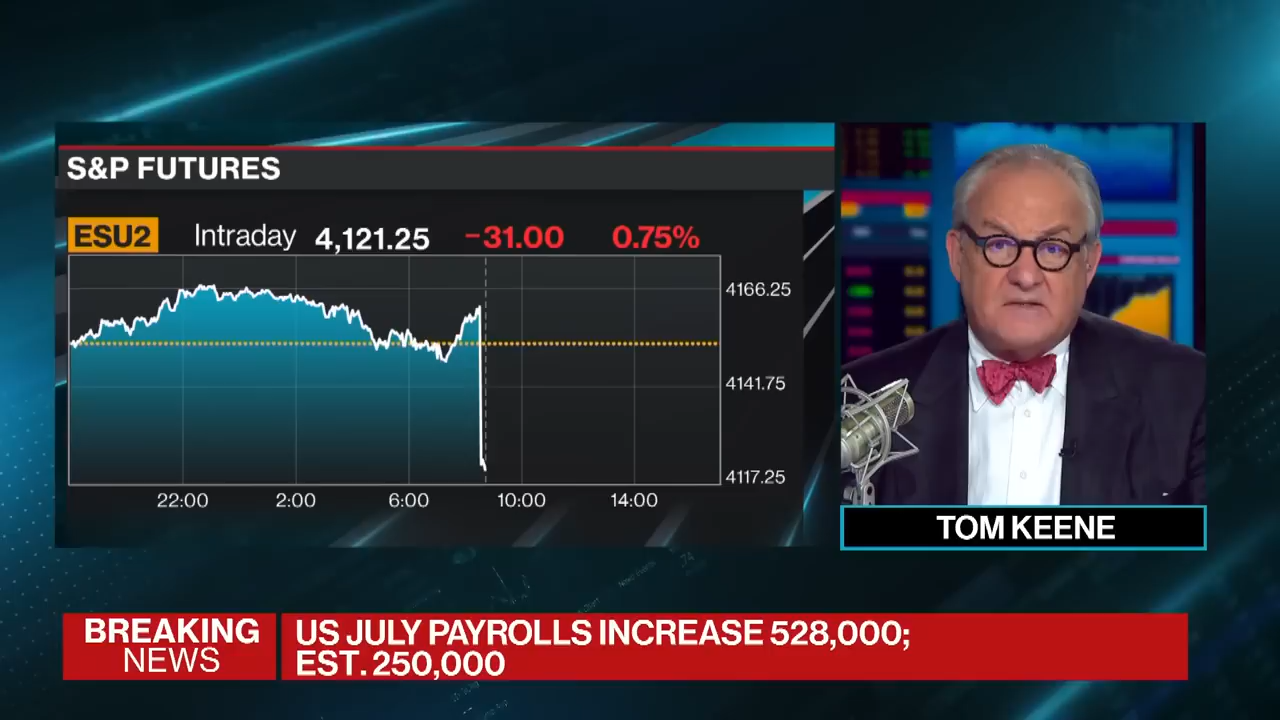 S&P FUTURES
ESU2 Intraday 4,121.25 -31.00 0.75%
4166.25
4141.75
4117.25
22:00 2:00 6:00 10:00 14:00
TOM KEENE
BREAKING
NEWS
US JULY PAYROLLS INCREASE 528,000;
EST. 250,000